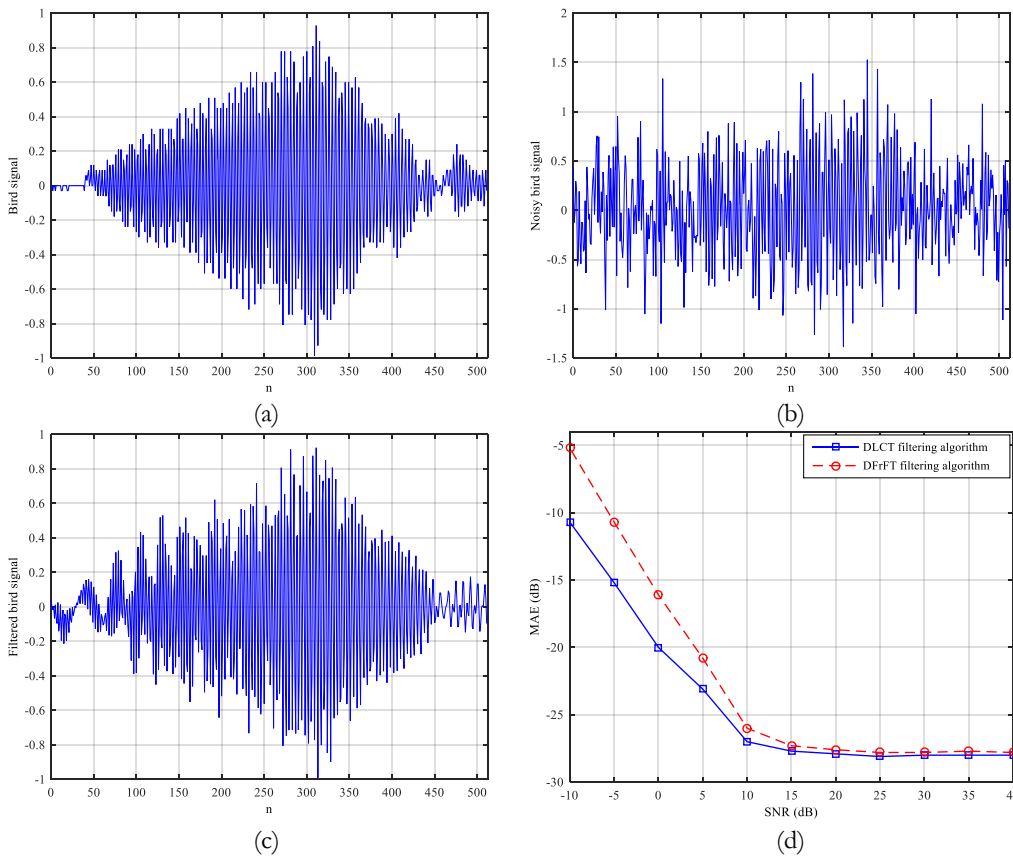 1
0.8
0.6
0.4
0.2
0
-0.2
-0.4
-0.6
-0.8
-1
Bird signal
0 50 100 150 200 250 300 350 400 450 500
n
(a)
2
1.5
1
0.5
0
-0.5
-1
-1.5
Noisy bird signal
0 50 100 150 200 250 300 350 400 450 500
n
(b)
1
0.8
0.6
0.4
0.2
0
-0.2
-0.4
-0.6
-0.8
-1
Filtered bird signal
0 50 100 150 200 250 300 350 400 450 500
n
(c)
DLCT filtering algorithm
DFrFT filtering algorithm
-5
-10
-15
-20
-25
-30
MAE (dB)
-10 -5 0 5 10 15 20 25 30 35
SNR (dB)
(d)